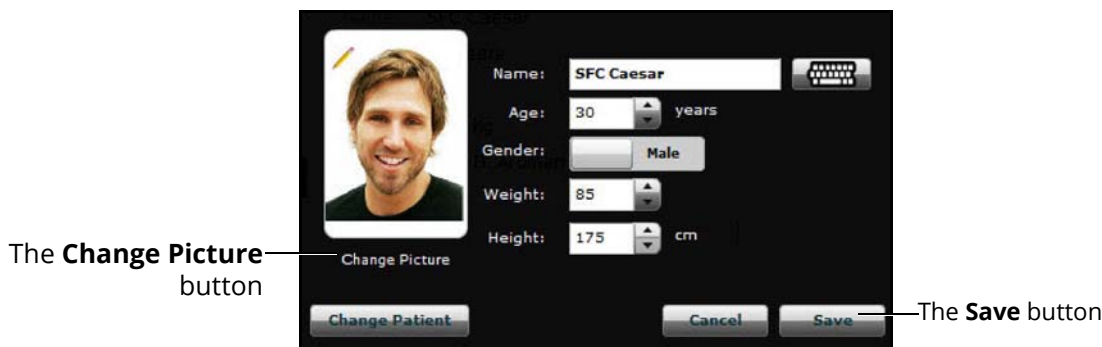 Name: SFC Caesar
Age: 30 years
Gender: Male
Weight: 85
Height: 175 cm
The Change Picture
button
Change Picture
Change Patient Cancel Save
The Save button